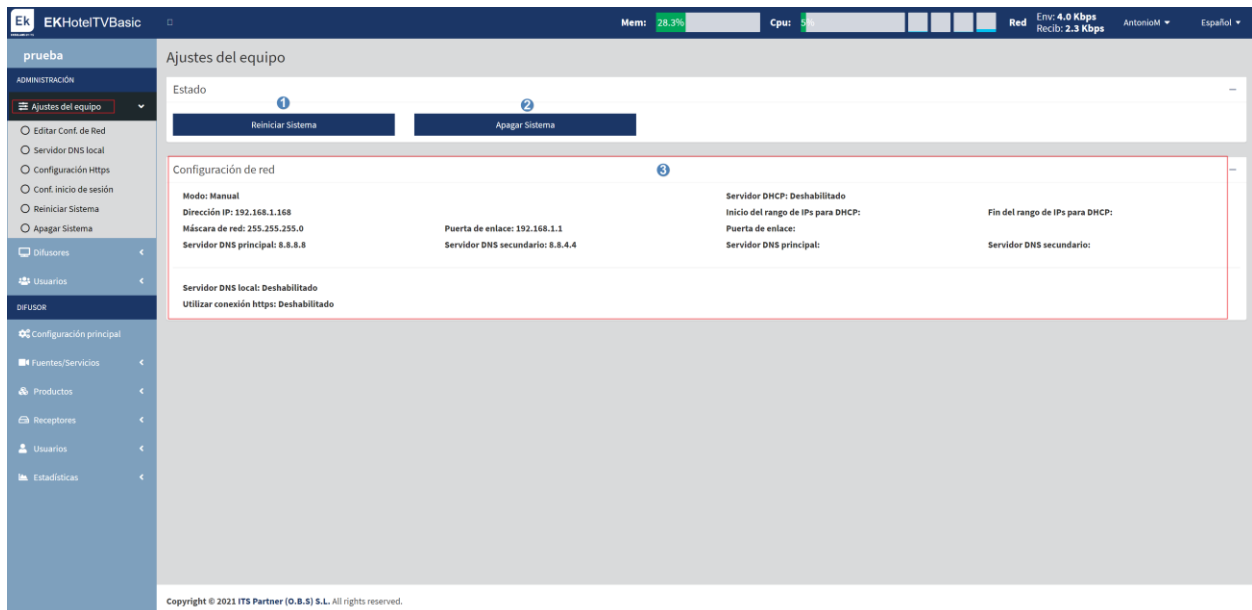 Ek EKHotelTVBasic
Mem: 28.3% Cpu: 5% Red Env: 4.0 Kbps Recib: 2.3 Kbps AntonioM Español
prueba
ADMINISTRACIÓN
Ajustes del equipo
Editar Conf. de Red
Servidor DNS local
Configuración Https
Conf. inicio de sesión
Reiniciar Sistema
Apagar Sistema
Difusores
Usuarios
DIFUSOR
Configuración principal
Fuentes/Servicios
Productos
Receptores
Usuarios
Estadísticas
Ajustes del equipo
Estado
1 2
Reiniciar Sistema Apagar Sistema
Configuración de red 3
Modo: Manual Servidor DHCP: Deshabilitado
Dirección IP: 192.168.1.168 Inicio del rango de IPs para DHCP: Fin del rango de IPs para DHCP:
Máscara de red: 255.255.255.0 Puerta de enlace: 192.168.1.1 Puerta de enlace:
Servidor DNS principal: 8.8.8.8 Servidor DNS secundario: 8.8.4.4 Servidor DNS principal: Servidor DNS secundario:
Servidor DNS local: Deshabilitado
Utilizar conexión https: Deshabilitado
Copyright © 2021 ITS Partner (O.B.S) S.L. All rights reserved.